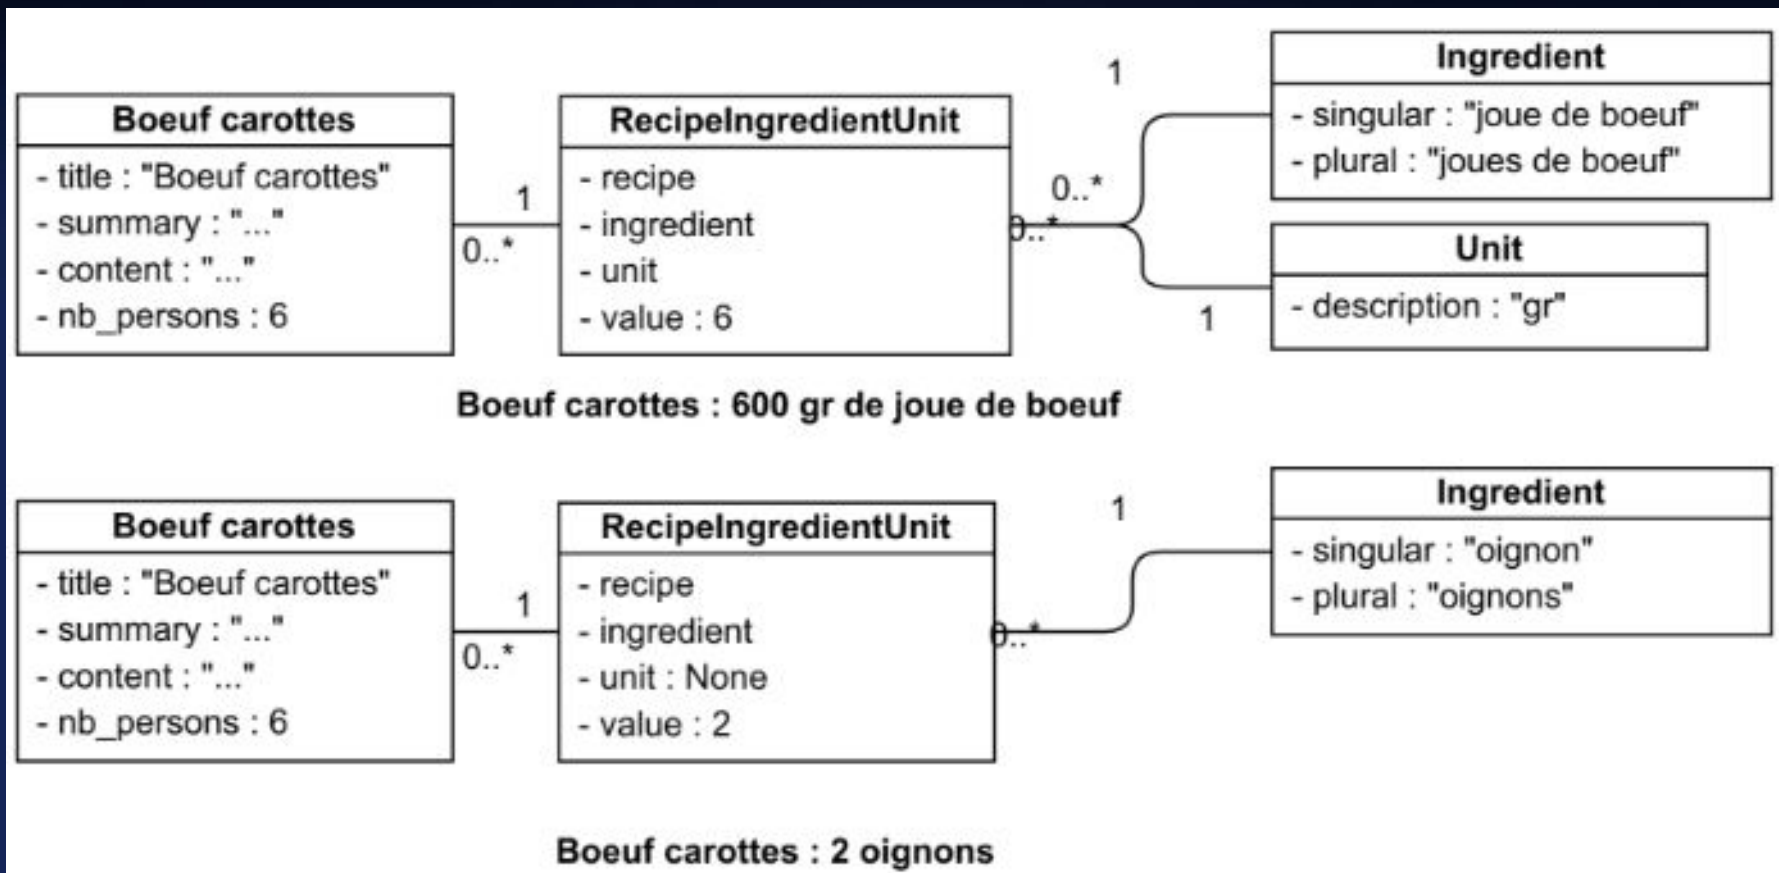 Boeuf carottes
- title : "Boeuf carottes"
- summary : "..."
- content : "..."
- nb_persons : 6
1
0..*
RecipeIngredientUnit
- recipe
- ingredient
- unit
- value : 6
0..*
0..*
1
1
Ingredient
- singular : "joue de boeuf"
- plural : "joues de boeuf"
Unit
- description : "gr"
Boeuf carottes : 600 gr de joue de boeuf
Boeuf carottes
- title : "Boeuf carottes"
- summary : "..."
- content : "..."
- nb_persons : 6
1
0..*
RecipeIngredientUnit
- recipe
- ingredient
- unit : None
- value : 2
0..*
1
Ingredient
- singular : "oignon"
- plural : "oignons"
Boeuf carottes : 2 oignons